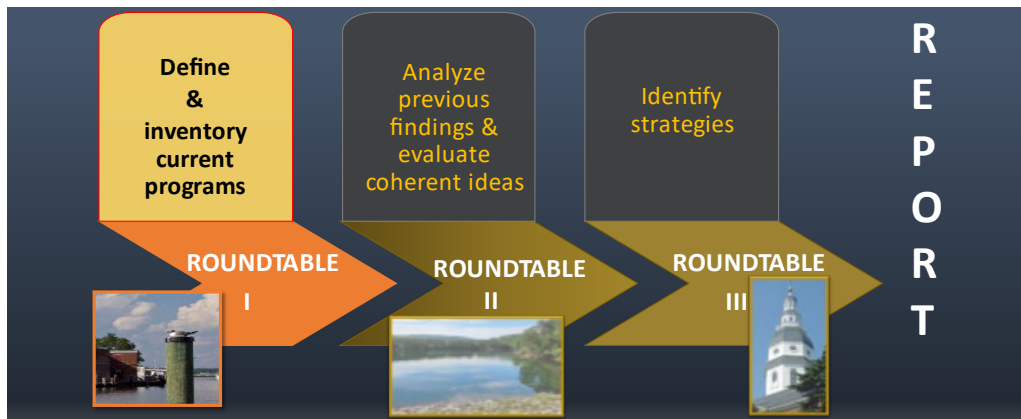 Define
&
inventory
current
programs
ROUNDTABLE
I
Analyze
previous
findings &
evaluate
coherent ideas
ROUNDTABLE
II
Identify
strategies
ROUNDTABLE
III
R
E
P
O
R
T